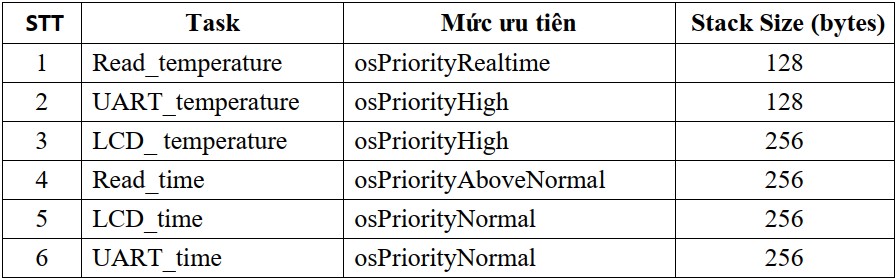 STT Task Mức ưu tiên Stack Size (bytes)
1 Read_temperature osPriorityRealtime 128
2 UART_temperature osPriorityHigh 128
3 LCD_ temperature osPriorityHigh 256
4 Read_time osPriorityAboveNormal 256
5 LCD_time osPriorityNormal 256
6 UART_time osPriorityNormal 256